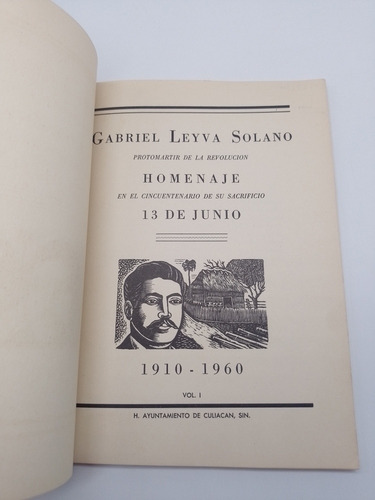 GABRIEL LEYVA SOLANO
PROTOMARTIR DE LA REVOLUCION
HOMENAJE
EN EL CINCUENTENARIO DE SU SACRIFICIO
13 DE JUNIO
1910 - 1960
VOL. I
H. AYUNTAMIENTO DE CULIACAN, SIN.